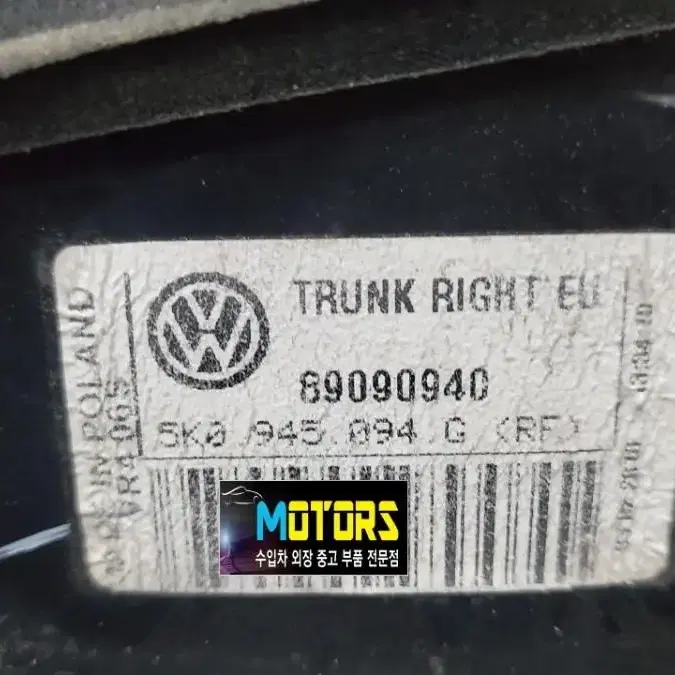 TRUNK RIGHT EU
89090940
5K0 945 094 G (RF)
MADE IN POLAND
VR4 065
MOTORS
수입차 외장 중고 부품 전문점